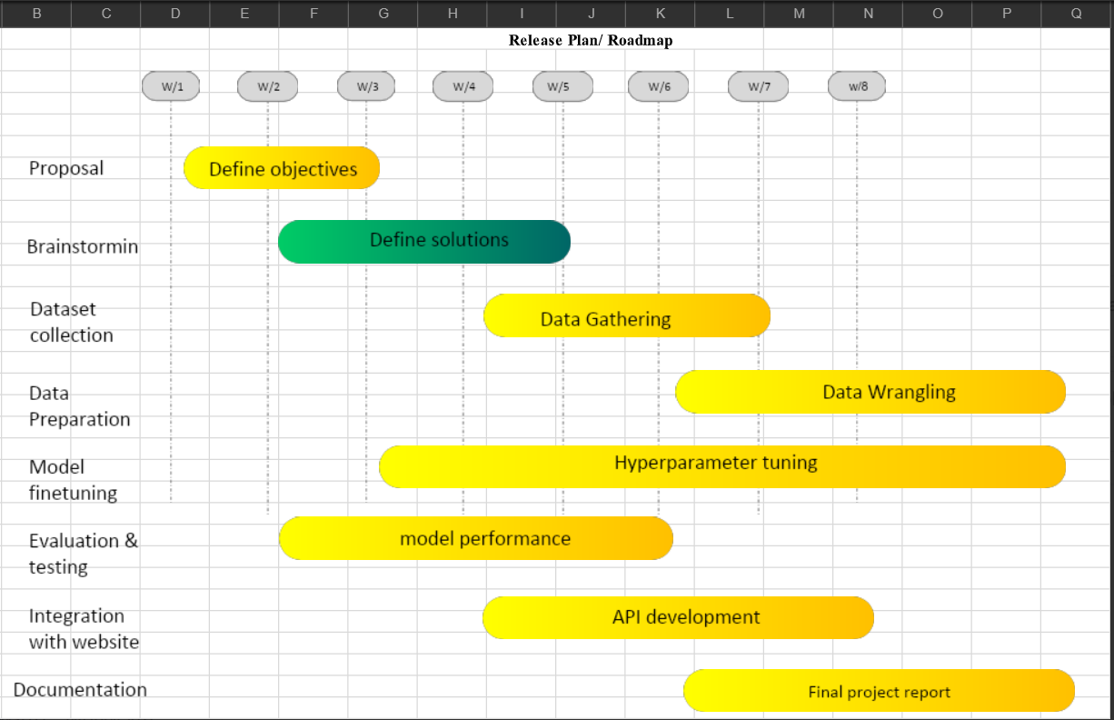 B C D E F G H I J K L M N O P Q
Release Plan/ Roadmap
W/1 W/2 W/3 W/4 W/5 W/6 W/7 w/8
Proposal
Define objectives
Brainstormin
Define solutions
Dataset
collection
Data Gathering
Data
Preparation
Data Wrangling
Model
finetuning
Hyperparameter tuning
Evaluation &
testing
model performance
Integration
with website
API development
Documentation
Final project report